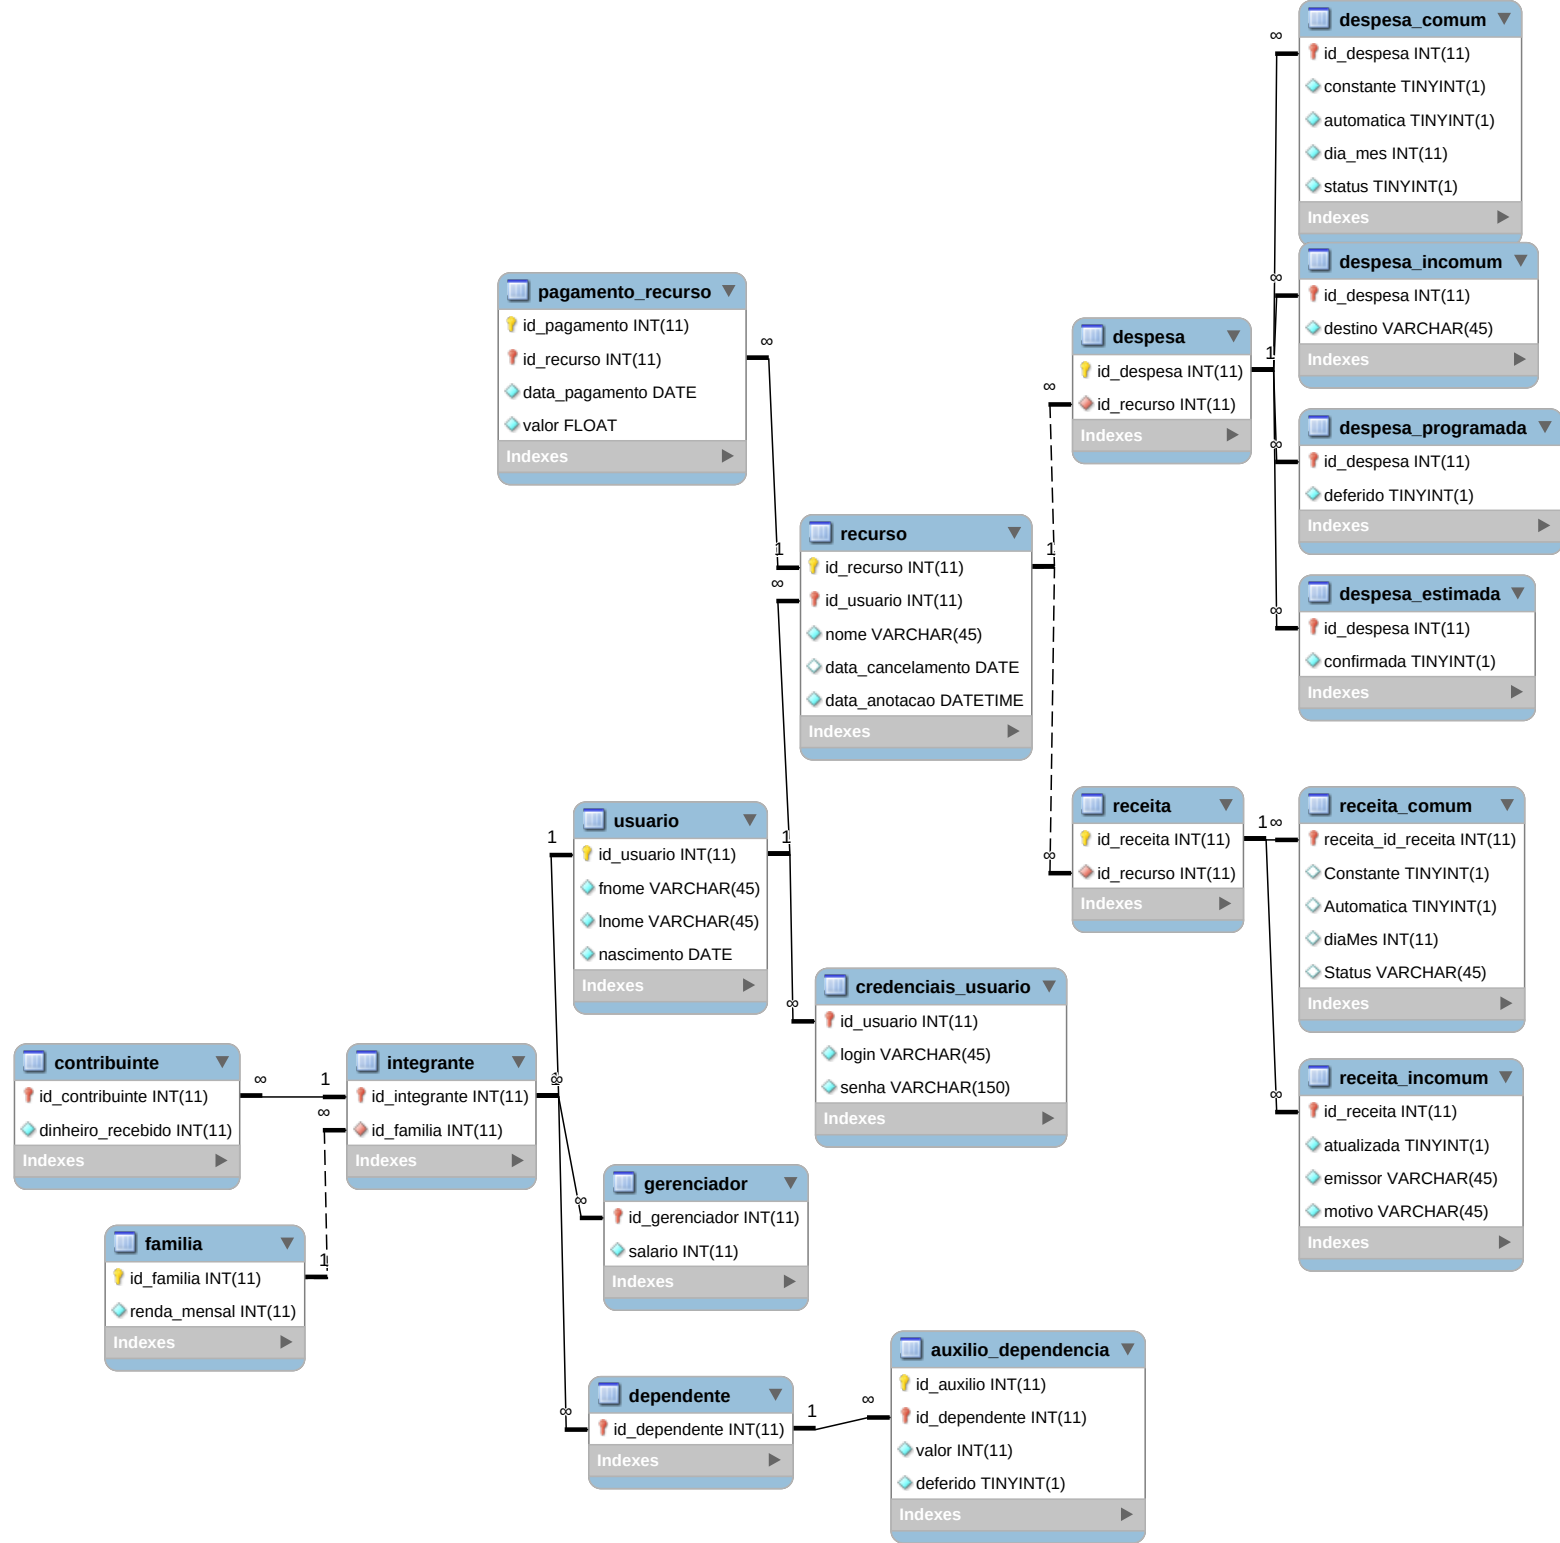 despesa_comum
id_despesa INT(11)
constante TINYINT(1)
automatica TINYINT(1)
dia_mes INT(11)
status TINYINT(1)
Indexes
∞
despesa_incomum
id_despesa INT(11)
destino VARCHAR(45)
Indexes
∞
pagamento_recurso
id_pagamento INT(11)
id_recurso INT(11)
data_pagamento DATE
valor FLOAT
Indexes
∞
despesa
id_despesa INT(11)
id_recurso INT(11)
Indexes
1
∞
despesa_programada
id_despesa INT(11)
deferido TINYINT(1)
Indexes
∞
recurso
id_recurso INT(11)
id_usuario INT(11)
nome VARCHAR(45)
data_cancelamento DATE
data_anotacao DATETIME
Indexes
1
∞
1
despesa_estimada
id_despesa INT(11)
confirmada TINYINT(1)
Indexes
∞
usuario
id_usuario INT(11)
fnome VARCHAR(45)
lnome VARCHAR(45)
nascimento DATE
Indexes
1
1
receita
id_receita INT(11)
id_recurso INT(11)
Indexes
∞
1
receita_comum
receita_id_receita INT(11)
Constante TINYINT(1)
Automatica TINYINT(1)
diaMes INT(11)
Status VARCHAR(45)
Indexes
∞
credenciais_usuario
id_usuario INT(11)
login VARCHAR(45)
senha VARCHAR(150)
Indexes
∞
contribuinte
id_contribuinte INT(11)
dinheiro_recebido INT(11)
Indexes
∞
integrante
id_integrante INT(11)
id_familia INT(11)
Indexes
1
∞
∞
receita_incomum
id_receita INT(11)
atualizada TINYINT(1)
emissor VARCHAR(45)
motivo VARCHAR(45)
Indexes
∞
gerenciador
id_gerenciador INT(11)
salario INT(11)
Indexes
∞
familia
id_familia INT(11)
renda_mensal INT(11)
Indexes
1
auxilio_dependencia
id_auxilio INT(11)
id_dependente INT(11)
valor INT(11)
deferido TINYINT(1)
Indexes
∞
dependente
id_dependente INT(11)
Indexes
∞
1